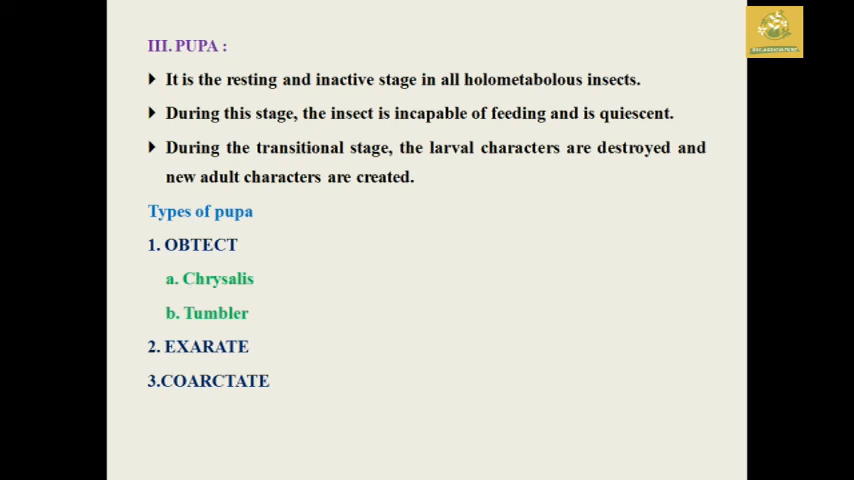 III. PUPA :
It is the resting and inactive stage in all holometabolous insects.
During this stage, the insect is incapable of feeding and is quiescent.
During the transitional stage, the larval characters are destroyed and
new adult characters are created.
Types of pupa
1. OBTECT
a. Chrysalis
b. Tumbler
2. EXARATE
3.COARCTATE